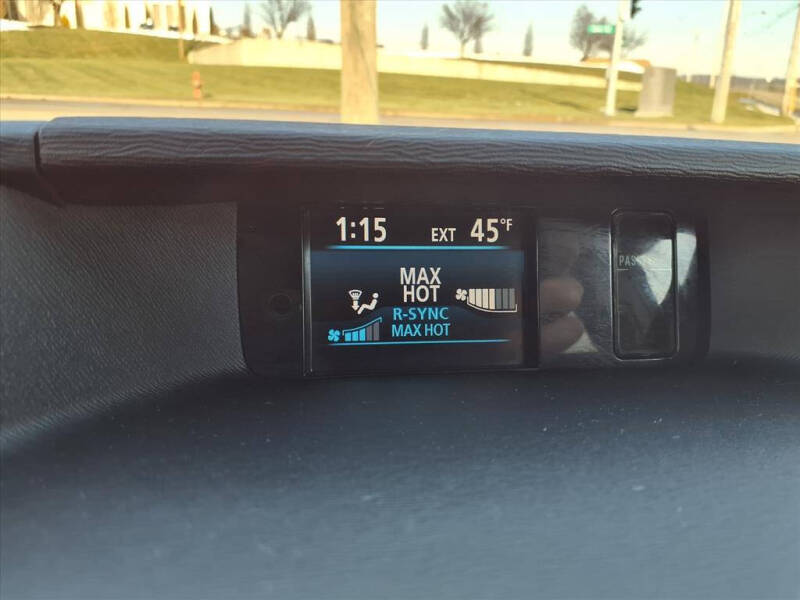 1:15 EXT 45°F
MAX
HOT
R-SYNC
MAX HOT